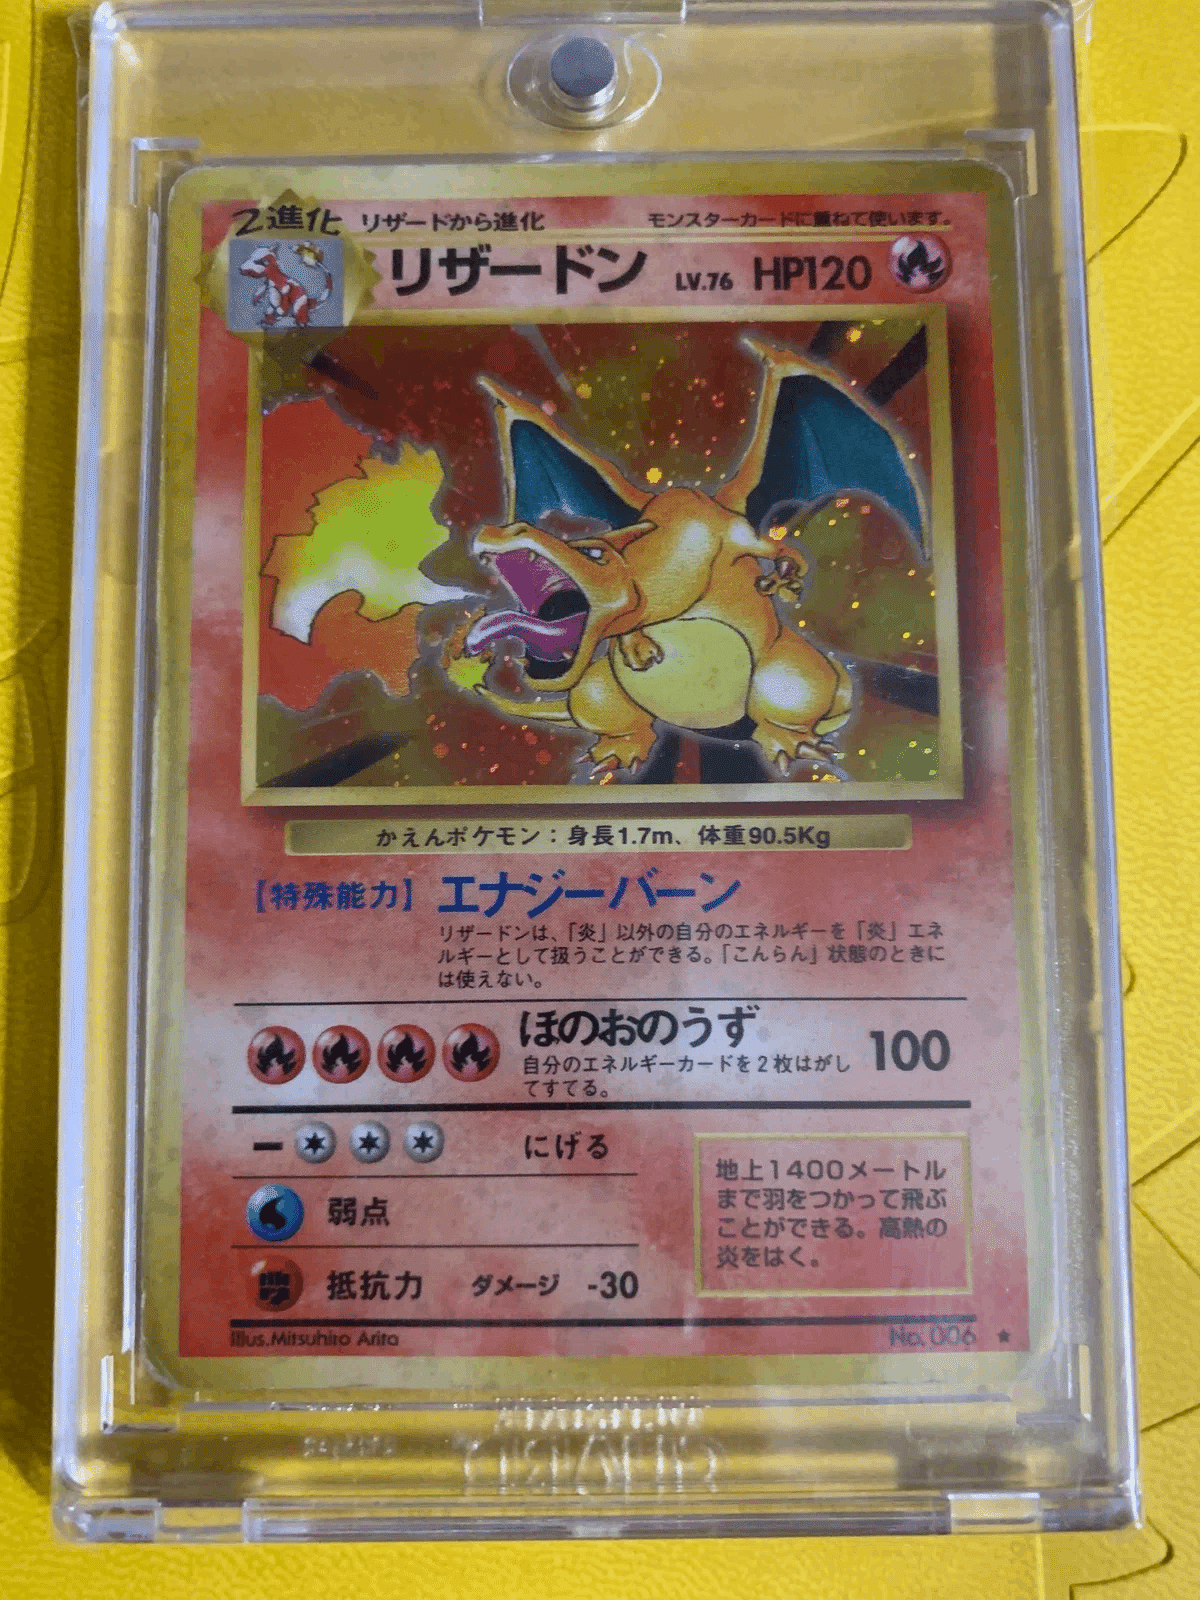 2進化 リザードから進化 モンスターカードに重ねて使います。
リザードン LV.76 HP120
かえんポケモン：身長1.7m、体重90.5Kg
【特殊能力】エナジーバーン
リザードンは、「炎」以外の自分のエネルギーを「炎」エネ
ルギーとして扱うことができる。「こんらん」状態のときに
は使えない。
ほのおのうず 100
自分のエネルギーカードを2枚はがし
てすてる。
− にげる
弱点
抵抗力 ダメージ -30
地上1400メートル
まで羽をつかって飛ぶ
ことができる。高熱の
炎をはく。
Illus.Mitsuhiro Arita No. 006 ★